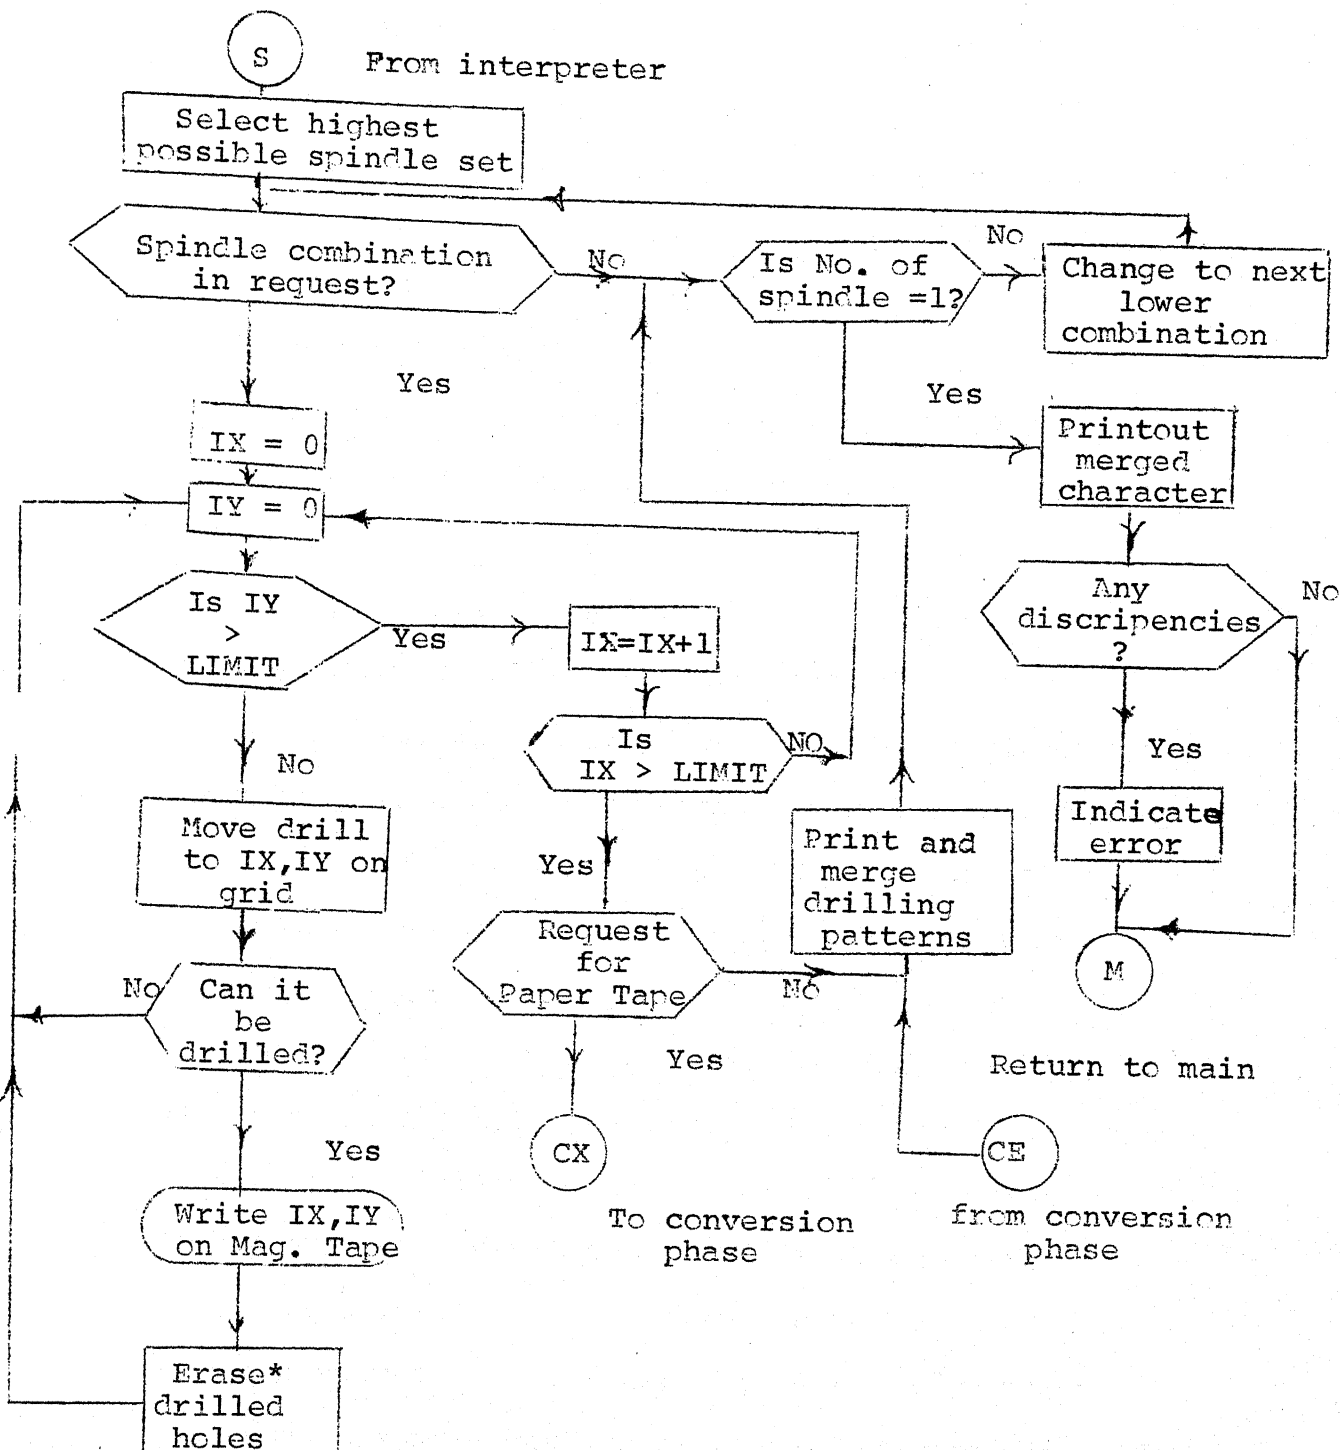 S
From interpreter
Select highest
possible spindle set
Spindle combination
in request?
No
Is No. of
spindle =1?
No
Change to next
lower
combination
Yes
Yes
IX = 0
IY = 0
Printout
merged
character
Is IY
>
LIMIT
Yes
IX=IX+1
Any
discripencies
?
No
No
Is
IX > LIMIT
NO
Yes
Move drill
to IX,IY on
grid
Yes
Print and
merge
drilling
patterns
Indicate
error
Request
for
Paper Tape
No
M
No
Can it
be
drilled?
Yes
Return to main
Yes
CX
CE
Write IX,IY
on Mag. Tape
To conversion
phase
from conversion
phase
Erase*
drilled
holes